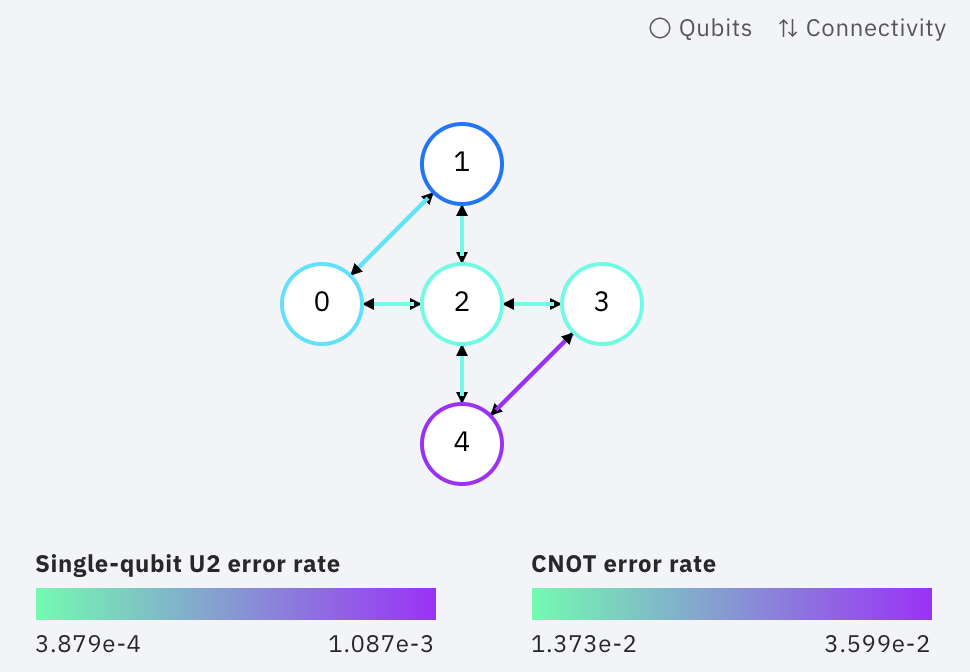 Qubits Connectivity
1
0 2 3
4
Single-qubit U2 error rate CNOT error rate
3.879e-4 1.087e-3 1.373e-2 3.599e-2